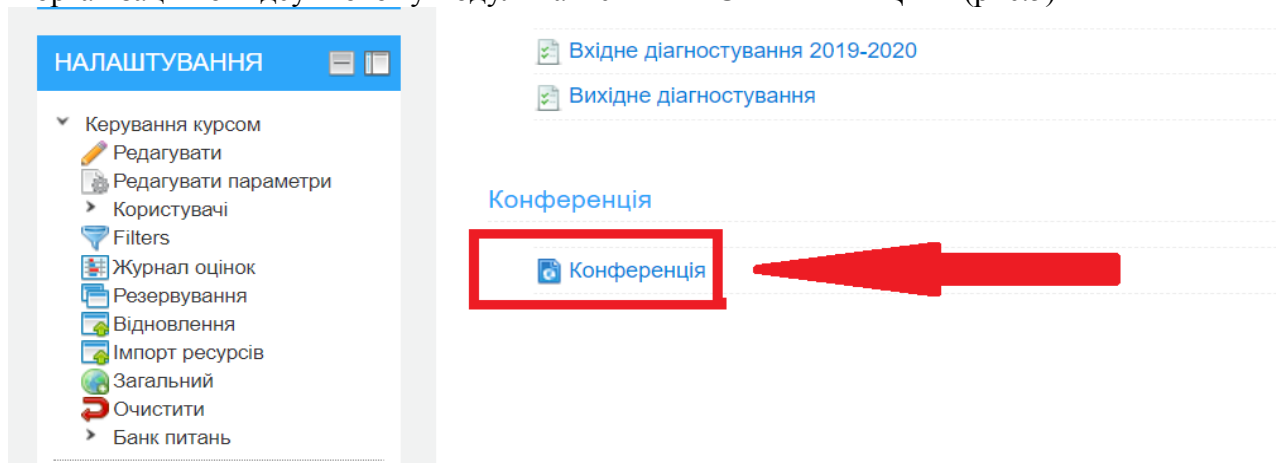 НАЛАШТУВАННЯ
Керування курсом
Редагувати
Редагувати параметри
Користувачі
Filters
Журнал оцінок
Резервування
Відновлення
Імпорт ресурсів
Загальний
Очистити
Банк питань
Вхідне діагностування 2019-2020
Вихідне діагностування
Конференція
Конференція